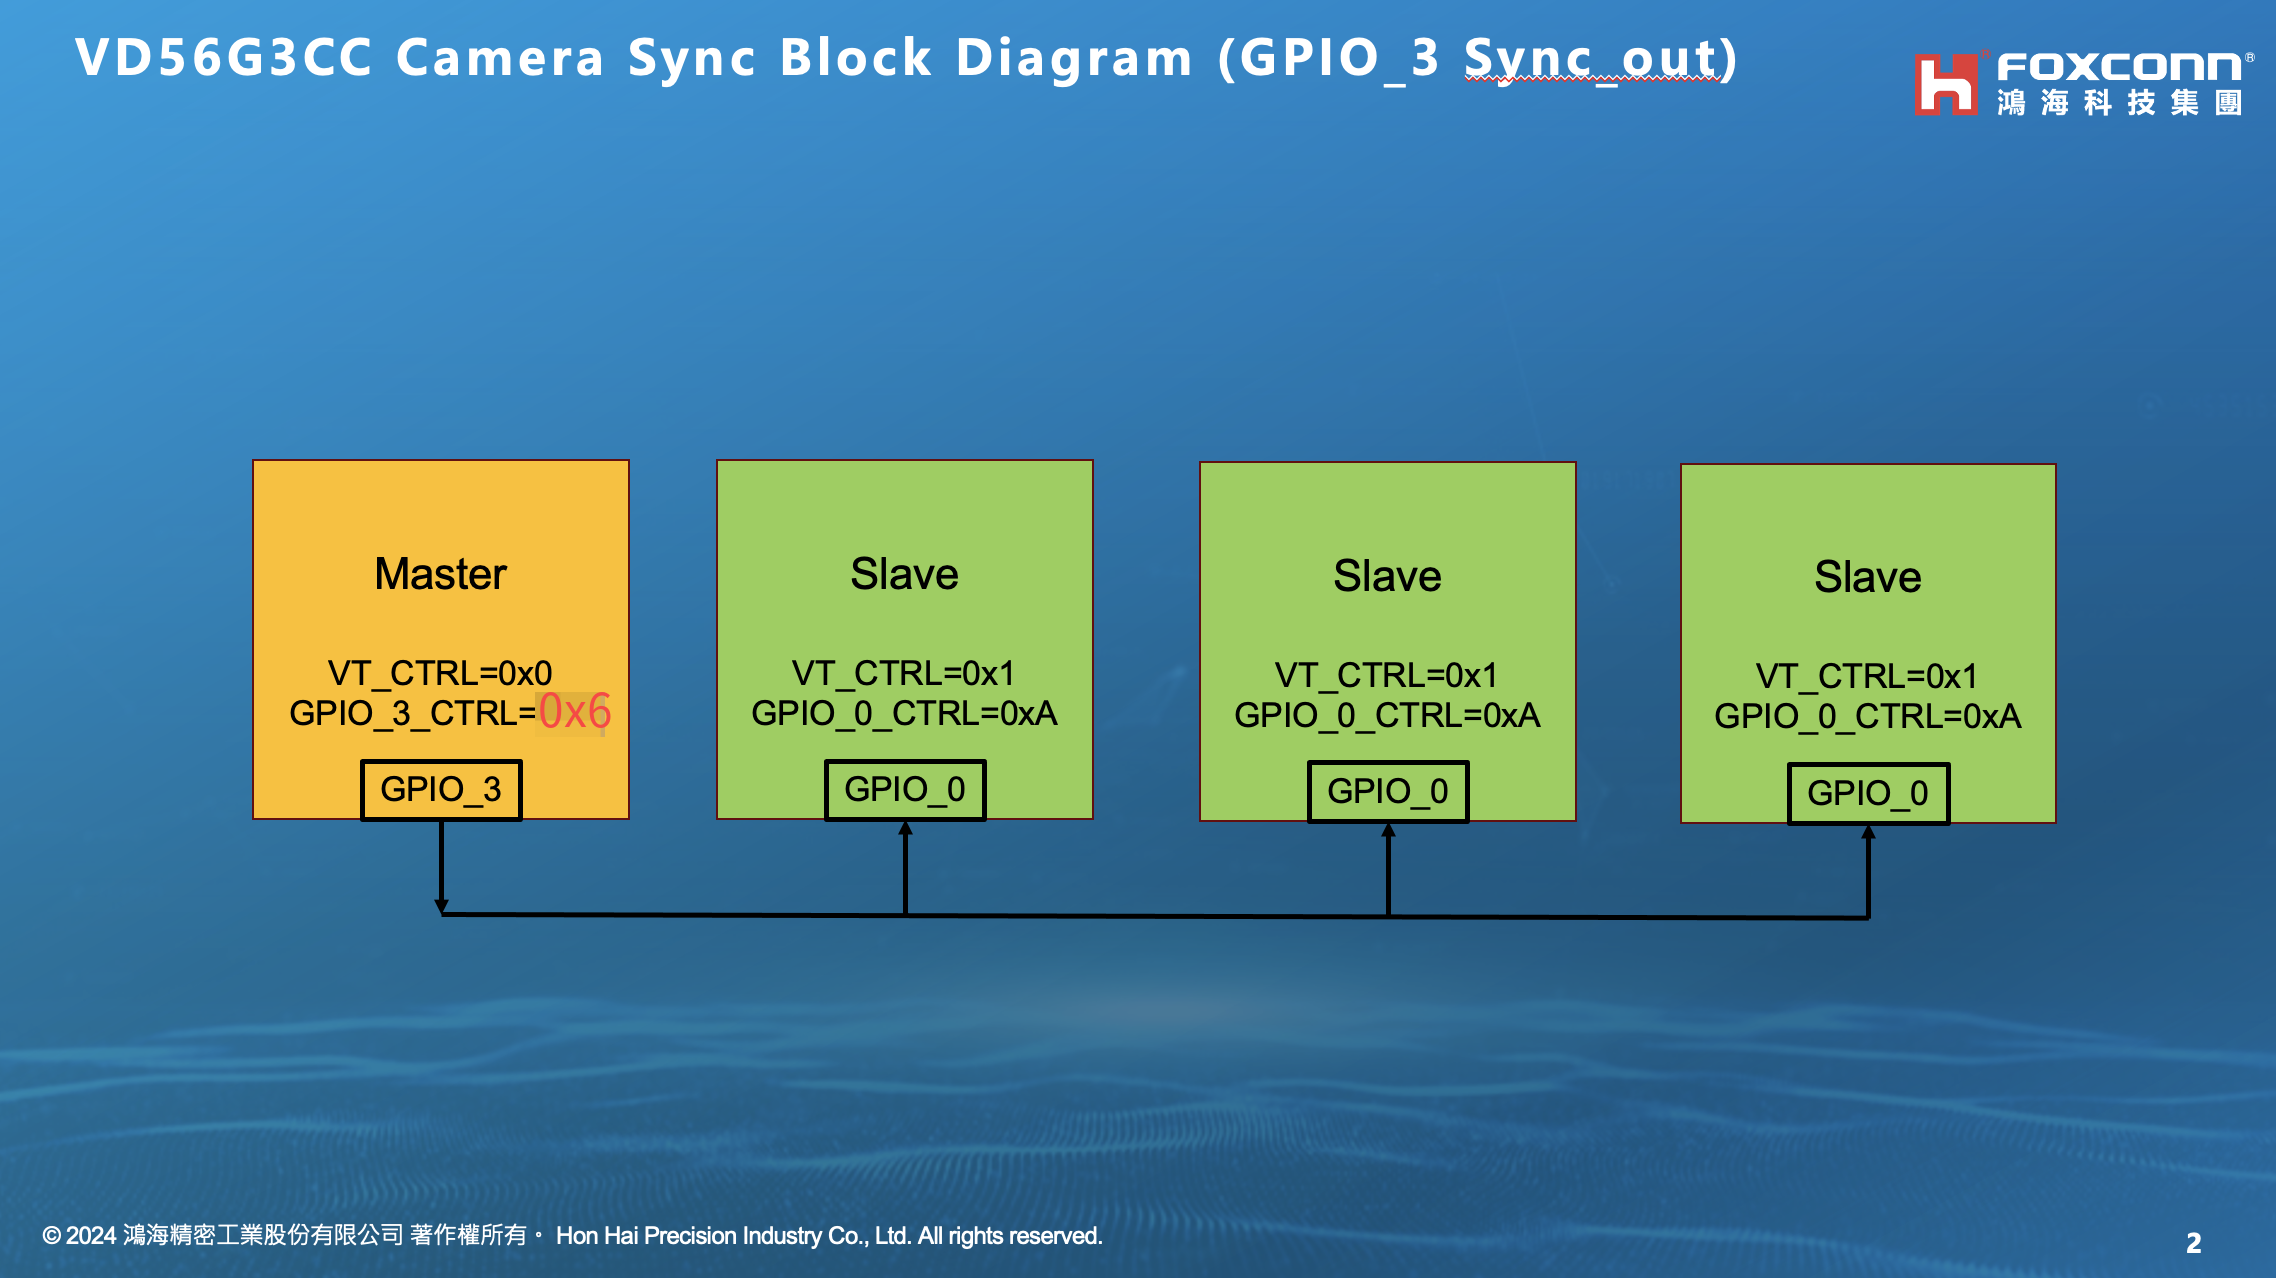 VD56G3CC Camera Sync Block Diagram (GPIO_3 Sync_out)
FOXCONN®
鴻海科技集團
Master
VT_CTRL=0x0
GPIO_3_CTRL=0x6
GPIO_3
Slave
VT_CTRL=0x1
GPIO_0_CTRL=0xA
GPIO_0
Slave
VT_CTRL=0x1
GPIO_0_CTRL=0xA
GPIO_0
Slave
VT_CTRL=0x1
GPIO_0_CTRL=0xA
GPIO_0
© 2024 鴻海精密工業股份有限公司 著作權所有。 Hon Hai Precision Industry Co., Ltd. All rights reserved.
2